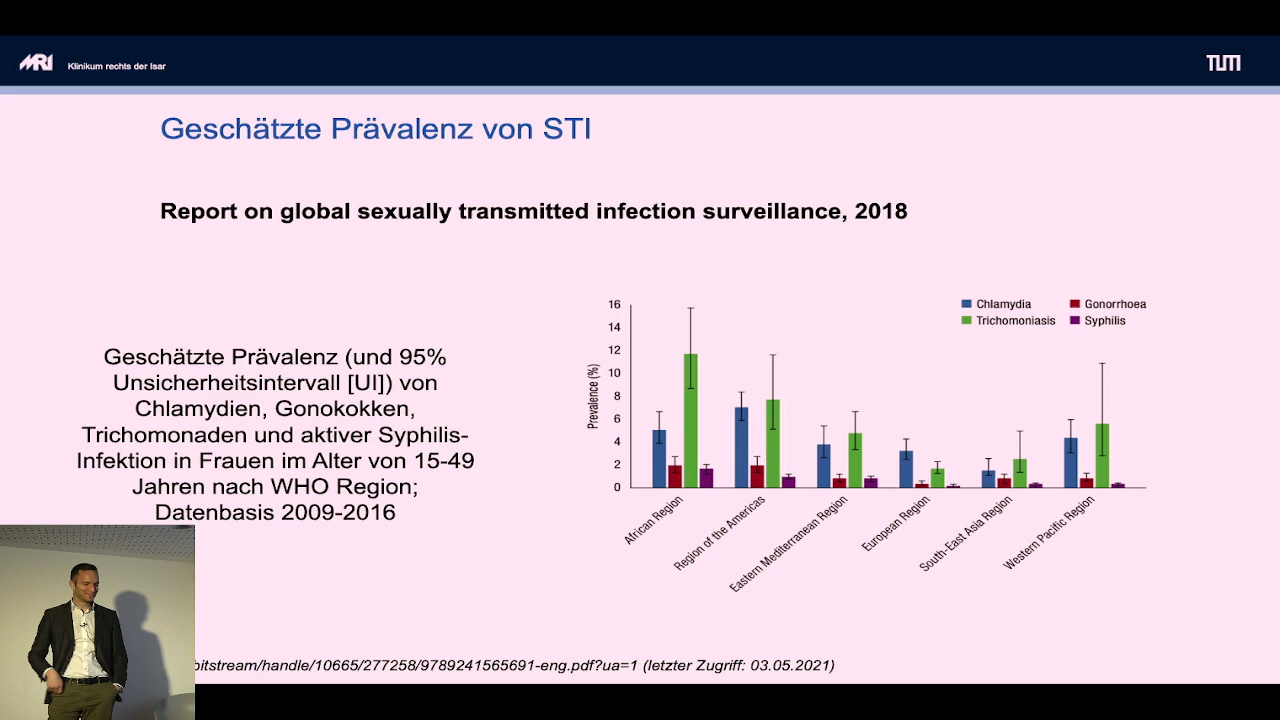 MRI
Klinikum rechts der Isar
TUM
Geschätzte Prävalenz von STI
Report on global sexually transmitted infection surveillance, 2018
Geschätzte Prävalenz (und 95%
Unsicherheitsintervall [UI]) von
Chlamydien, Gonokokken,
Trichomonaden und aktiver Syphilis-
Infektion in Frauen im Alter von 15-49
Jahren nach WHO Region;
Datenbasis 2009-2016
Chlamydia
Gonorrhoea
Trichomoniasis
Syphilis
Prevalence (%)
16
14
12
10
8
6
4
2
0
African Region
Region of the Americas
Eastern Mediterranean Region
European Region
South-East Asia Region
Western Pacific Region
bitstream/handle/10665/277258/9789241565691-eng.pdf?ua=1 (letzter Zugriff: 03.05.2021)